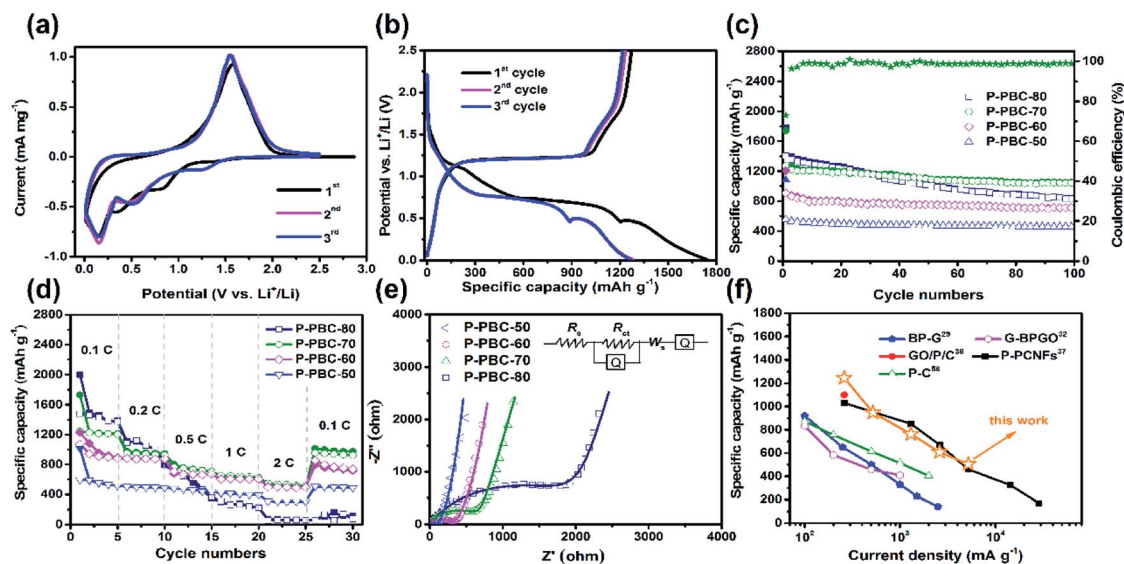 (a)
1.0
0.5
0.0
-0.5
-1.0
Current (mA mg⁻¹)
1st
2nd
3rd
0.0 0.5 1.0 1.5 2.0 2.5 3.0
Potential (V vs. Li⁺/Li)
(b)
2.5
2.0
1.5
1.0
0.5
0.0
Potential vs. Li⁺/Li (V)
1st cycle
2nd cycle
3rd cycle
0 300 600 900 1200 1500 1800
Specific capacity (mAh g⁻¹)
(c)
2800
2400
2000
1600
1200
800
400
0
Specific capacity (mAh g⁻¹)
P-PBC-80
P-PBC-70
P-PBC-60
P-PBC-50
100
80
60
40
20
0
Coulombic efficiency (%)
0 20 40 60 80 100
Cycle numbers
(d)
2800
2400
2000
1600
1200
800
400
0
Specific capacity (mAh g⁻¹)
P-PBC-80
P-PBC-70
P-PBC-60
P-PBC-50
0.1 C
0.2 C
0.5 C
1 C
2 C
0.1 C
0 5 10 15 20 25 30
Cycle numbers
(e)
4000
3000
2000
1000
0
-Z'' (ohm)
P-PBC-50
P-PBC-60
P-PBC-70
P-PBC-80
Rct
Ws
Q
Q
0 500 1000 1500 2000 2500 3000 4000
Z' (ohm)
(f)
1800
1600
1400
1200
1000
800
600
400
200
0
Specific capacity (mAh g⁻¹)
BP-G²⁹
G-BPGO³²
GO/P/C³⁶
P-PCNFs³⁷
P-C⁵⁸
this work
10² 10³ 10⁴
Current density (mA g⁻¹)